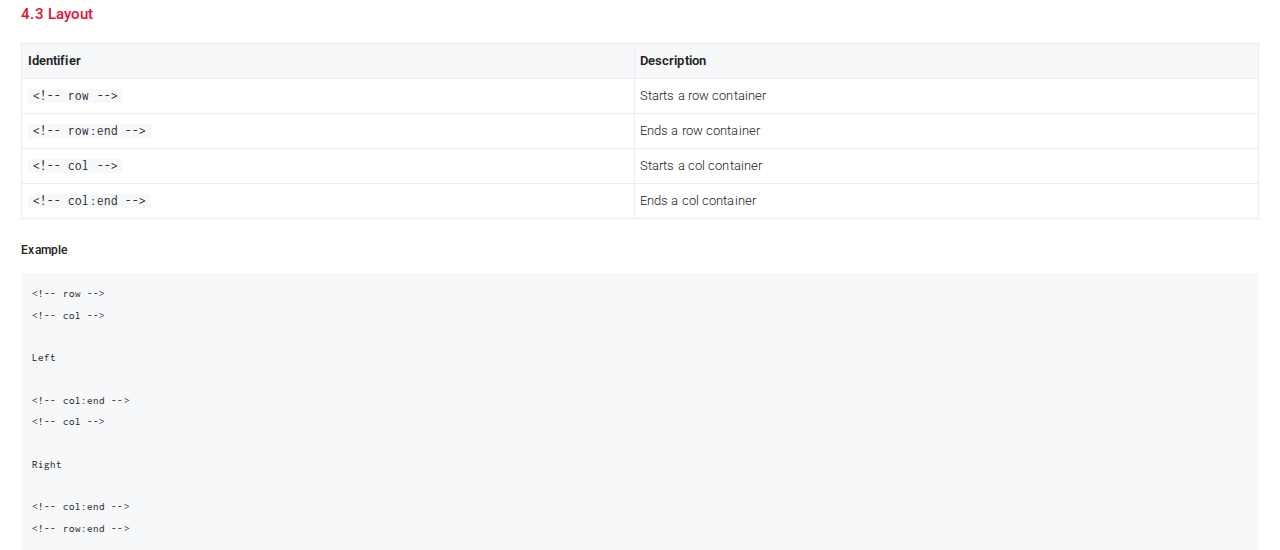 4.3 Layout
Identifier Description
<!-- row --> Starts a row container
<!-- row:end --> Ends a row container
<!-- col --> Starts a col container
<!-- col:end --> Ends a col container
Example
<!-- row -->
<!-- col -->
Left
<!-- col:end -->
<!-- col -->
Right
<!-- col:end -->
<!-- row:end -->